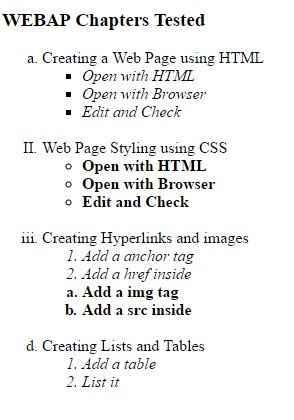 WEBAP Chapters Tested
a. Creating a Web Page using HTML
▪ Open with HTML
▪ Open with Browser
▪ Edit and Check
II. Web Page Styling using CSS
○ Open with HTML
○ Open with Browser
○ Edit and Check
iii. Creating Hyperlinks and images
1. Add a anchor tag
2. Add a href inside
a. Add a img tag
b. Add a src inside
d. Creating Lists and Tables
1. Add a table
2. List it